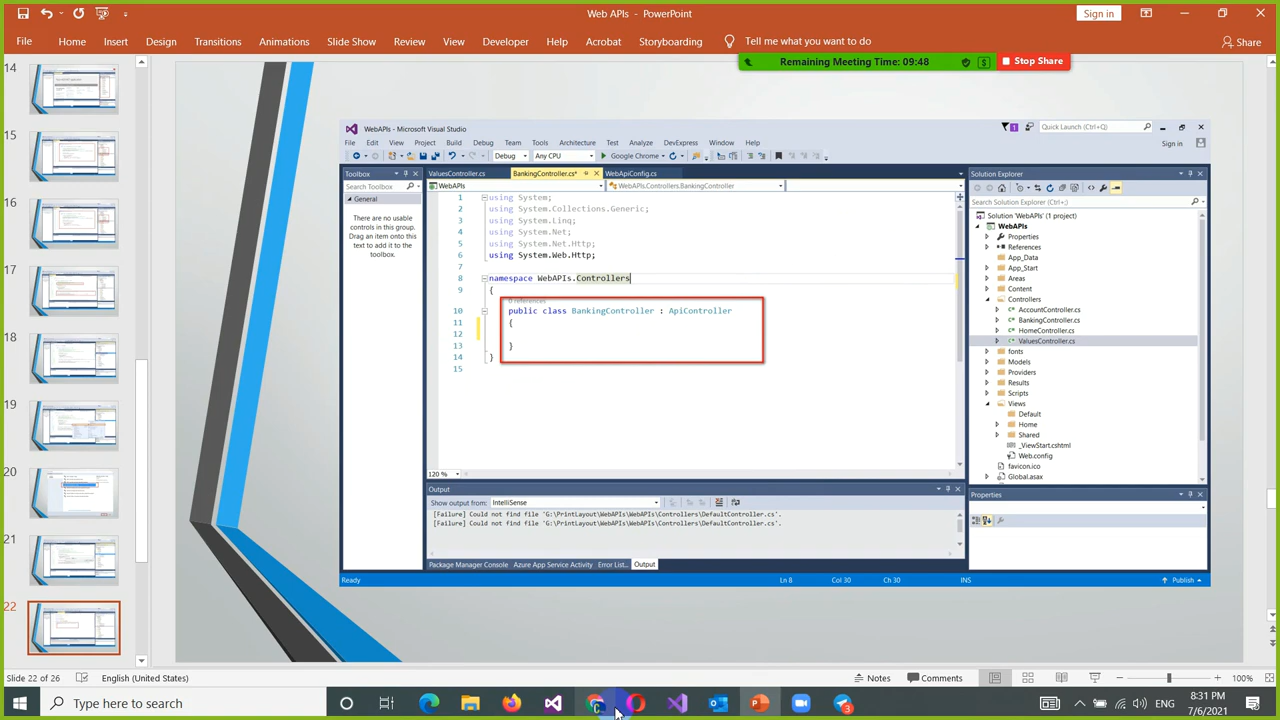 Web APIs - PowerPoint
Sign in
File Home Insert Design Transitions Animations Slide Show Review View Developer Help Acrobat Storyboarding Tell me what you want to do Share
Remaining Meeting Time: 09:48 Stop Share
14
15
16
17
18
19
20
21
22
WebAPIs - Microsoft Visual Studio
1
Quick Launch (Ctrl+Q)
File Edit View Project Build Debug Team Tools Architecture Test Analyze DevExpress Window Help
Sign in
Debug Any CPU Google Chrome
Toolbox
Search Toolbox
General
There are no usable
controls in this group.
Drag an item onto this
text to add it to the
toolbox.
ValuesController.cs BankingController.cs* WebApiConfig.cs
WebAPIs WebAPIs.Controllers.BankingController
1 using System;
2 using System.Collections.Generic;
3 using System.Linq;
4 using System.Net;
5 using System.Net.Http;
6 using System.Web.Http;
7
8 namespace WebAPIs.Controllers
9 {
0 references
10 public class BankingController : ApiController
11 {
12
13 }
14 }
15
120 %
Solution Explorer
Search Solution Explorer (Ctrl+;)
Solution 'WebAPIs' (1 project)
WebAPIs
Properties
References
App_Data
App_Start
Areas
Content
Controllers
AccountController.cs
BankingController.cs
HomeController.cs
ValuesController.cs
fonts
Models
Providers
Results
Scripts
Views
Default
Home
Shared
_ViewStart.cshtml
Web.config
favicon.ico
Global.asax
Properties
Output
Show output from: IntelliSense
[Failure] Could not find file 'G:\PrintLayout\WebAPIs\WebAPIs\Controllers\DefaultController.cs'.
[Failure] Could not find file 'G:\PrintLayout\WebAPIs\WebAPIs\Controllers\DefaultController.cs'.
Package Manager Console Azure App Service Activity Error List... Output
Ready Ln 8 Col 30 Ch 30 INS Publish
Slide 22 of 26 English (United States) Notes Comments 100%
Type here to search
ENG
8:31 PM
7/6/2021
3